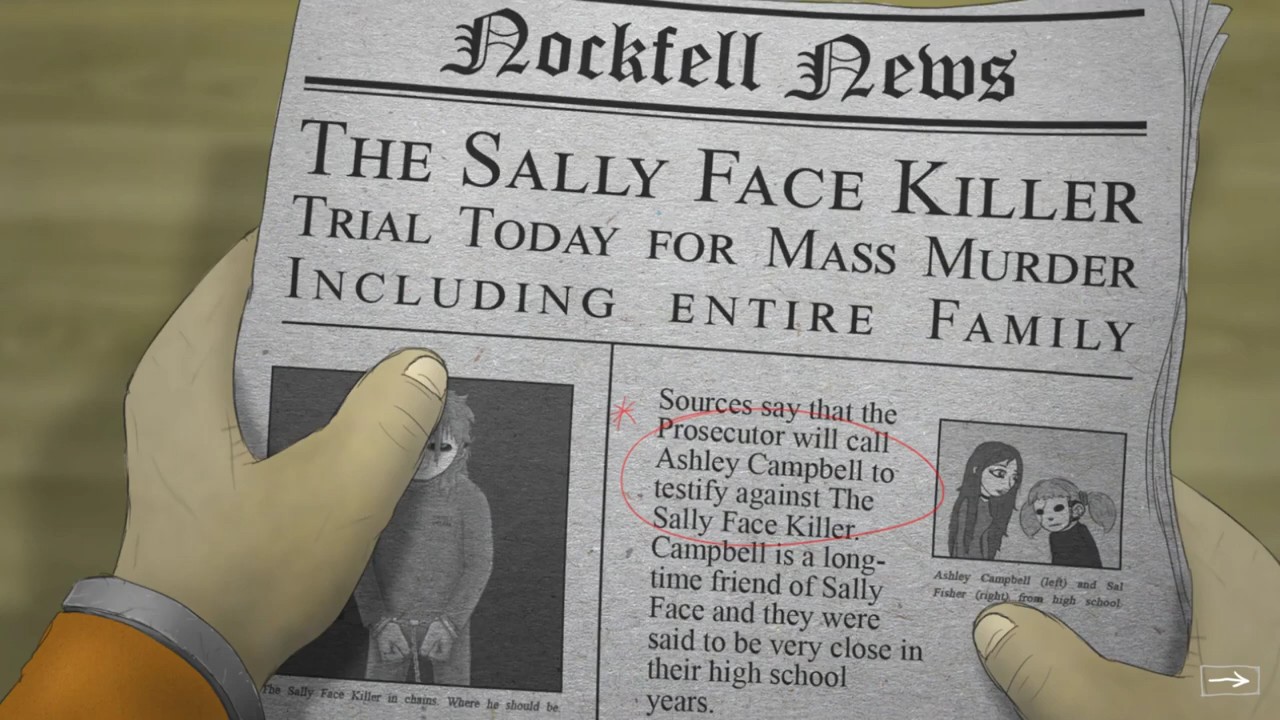 Nockfell News
The Sally Face Killer
Trial Today for Mass Murder
Including entire Family
Sources say that the
Prosecutor will call
Ashley Campbell to
testify against The
Sally Face Killer.
Campbell is a long-
time friend of Sally
Face and they were
said to be very close in
their high school
years.
Ashley Campbell (left) and Sal
Fisher (right) from high school.
The Sally Face Killer in chains. Where he should be.